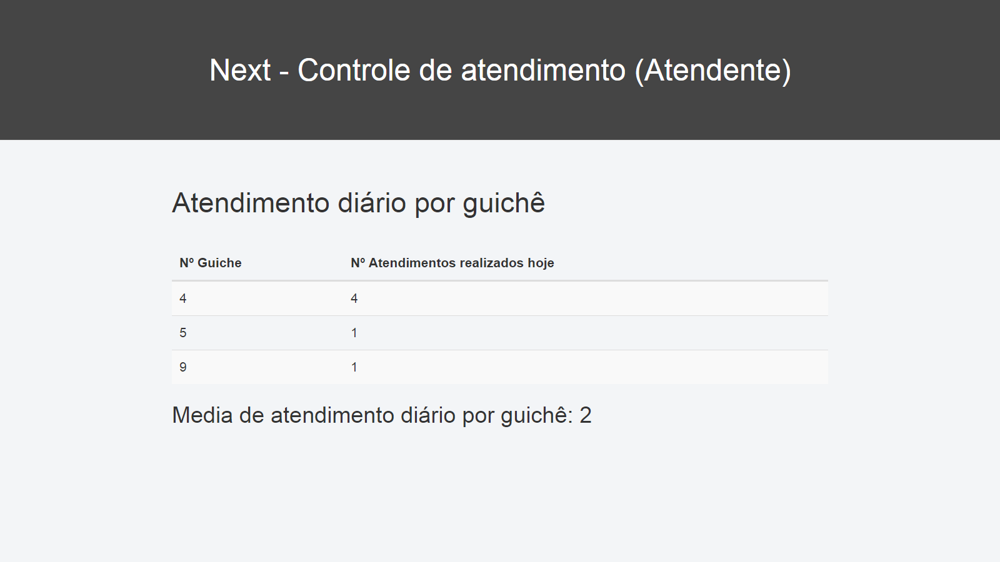 Next - Controle de atendimento (Atendente)
Atendimento diário por guichê
Nº Guiche Nº Atendimentos realizados hoje
4 4
5 1
9 1
Media de atendimento diário por guichê: 2